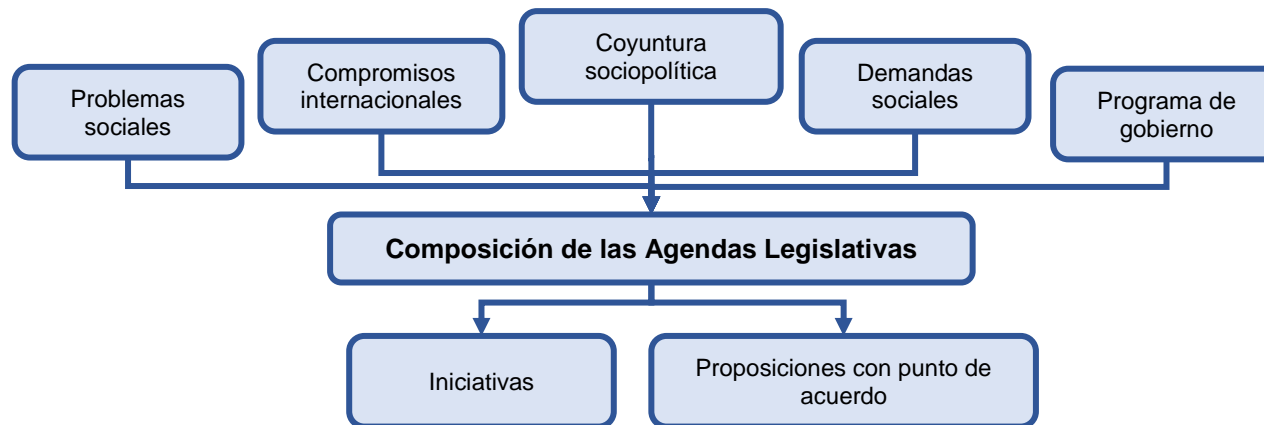 Problemas
sociales
Compromisos
internacionales
Coyuntura
sociopolítica
Demandas
sociales
Programa de
gobierno
Composición de las Agendas Legislativas
Iniciativas
Proposiciones con punto de
acuerdo